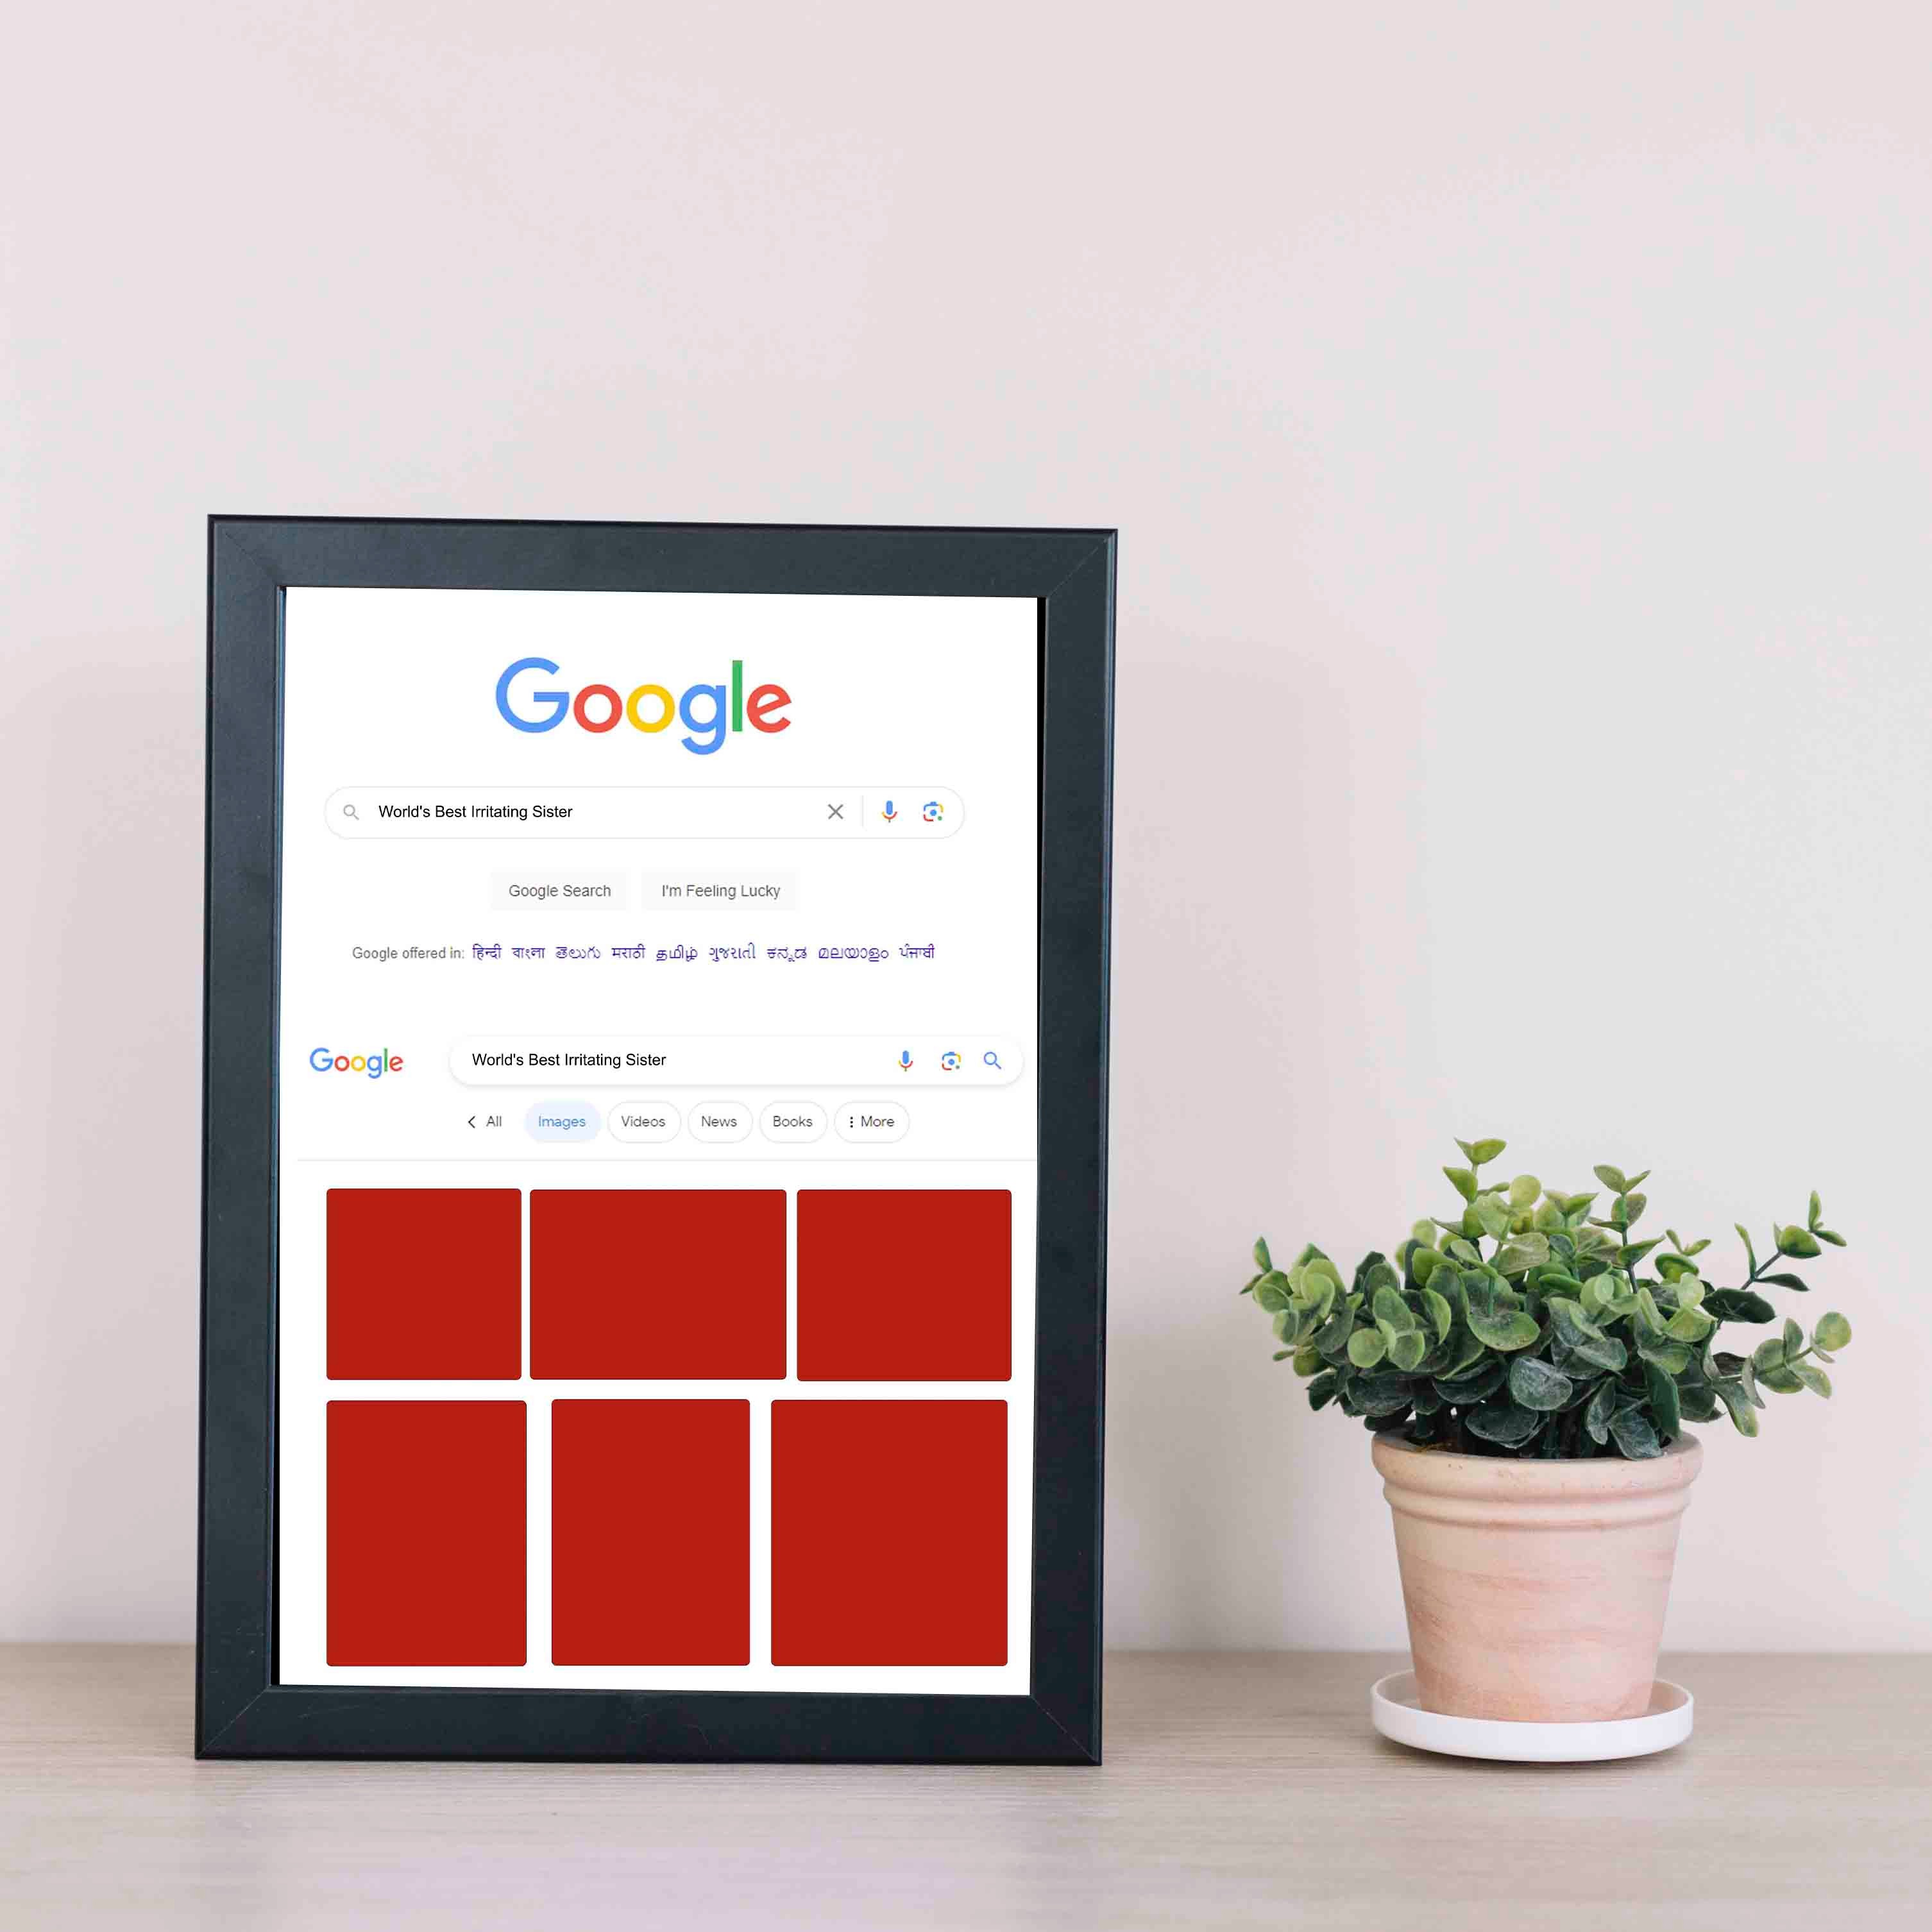 Google
World's Best Irritating Sister
Google Search I'm Feeling Lucky
Google offered in: हिन्दी বাংলা తెలుగు मराठी தமிழ் ગુજરાતી ಕನ್ನಡ മലയാളം ਪੰਜਾਬੀ
Google World's Best Irritating Sister
All Images Videos News Books More